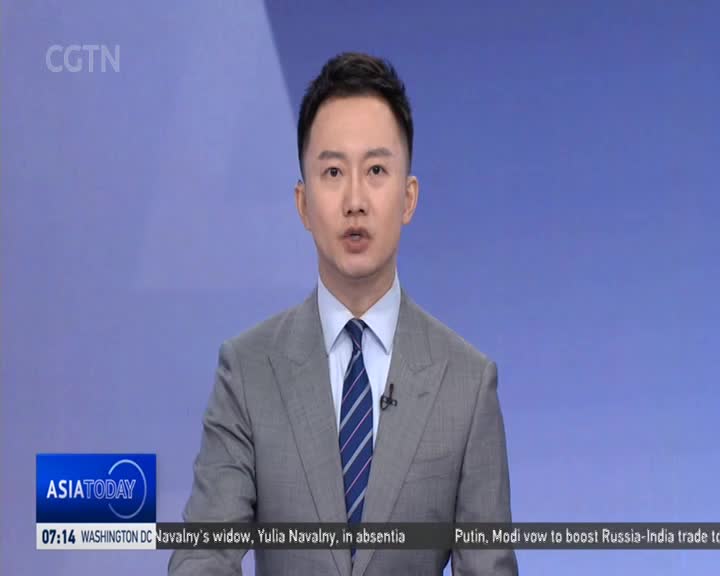 CGTN
ASIATODAY
07:14 WASHINGTON DC Navalny's widow, Yulia Navalny, in absentia Putin, Modi vow to boost Russia-India trade to